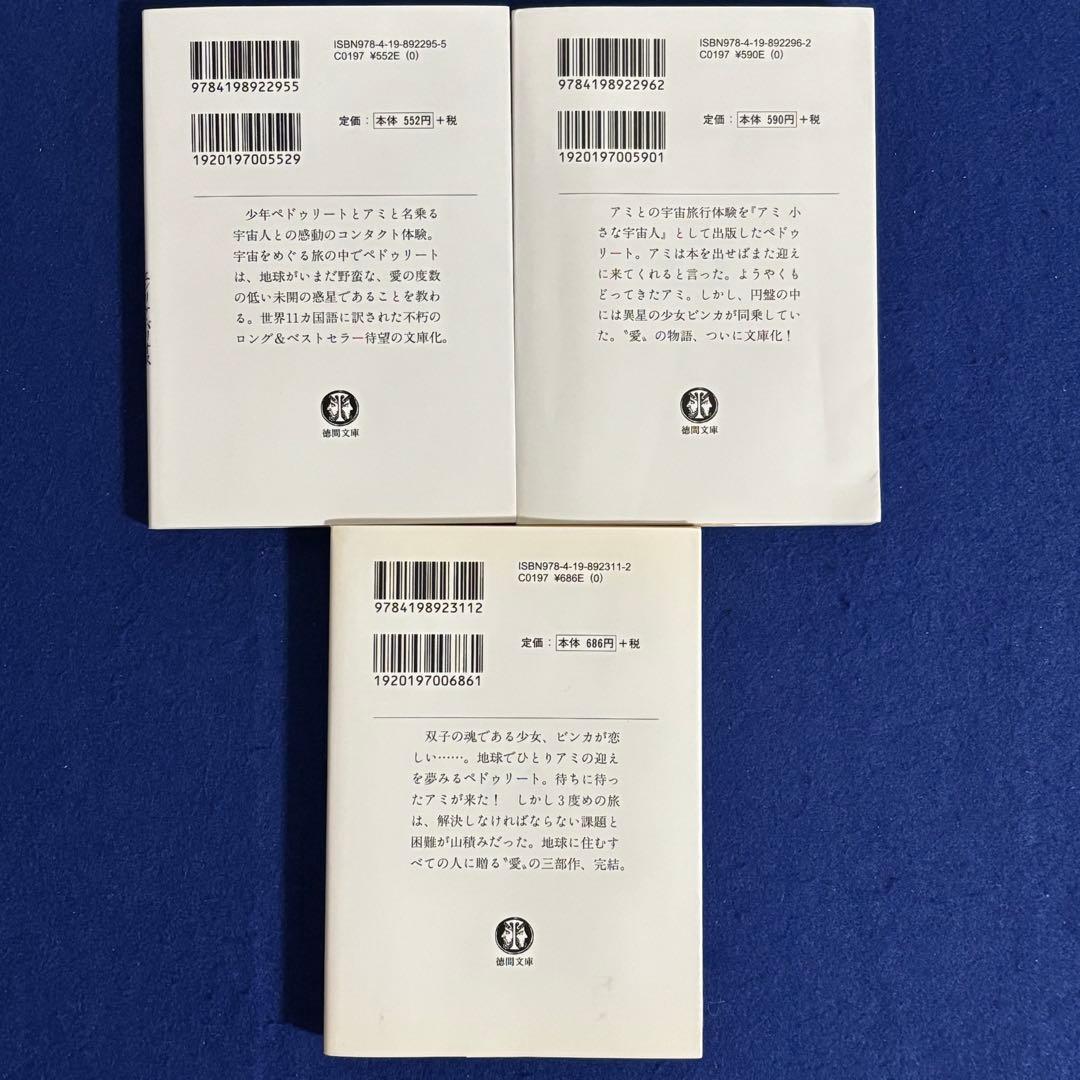 ISBN978-4-19-892295-5
C0197 ¥552E (0)
9784198922955
定価：本体 552円＋税
1920197005529
少年ペドゥリートとアミと名乗る
宇宙人との感動のコンタクト体験。
宇宙をめぐる旅の中でペドゥリート
は、地球がいまだ野蛮な、愛の度数
の低い未開の惑星であることを教わ
る。世界11カ国語に訳された不朽の
ロング＆ベストセラー待望の文庫化。
徳間文庫
ISBN978-4-19-892296-2
C0197 ¥590E (0)
9784198922962
定価：本体 590円＋税
1920197005901
アミとの宇宙旅行体験を『アミ 小
さな宇宙人』として出版したペドゥ
リート。アミは本を出せばまた迎え
に来てくれると言った。ようやくも
どってきたアミ。しかし、円盤の中
には異星の少女ビンカが同乗してい
た。〝愛〟の物語、ついに文庫化！
徳間文庫
ISBN978-4-19-892311-2
C0197 ¥686E (0)
9784198923112
定価：本体 686円＋税
1920197006861
双子の魂である少女、ビンカが恋
しい……。地球でひとりアミの迎え
を夢みるペドゥリート。待ちに待っ
たアミが来た！ しかし3度めの旅
は、解決しなければならない課題と
困難が山積みだった。地球に住むす
べての人に贈る〝愛〟の三部作、完結。
徳間文庫